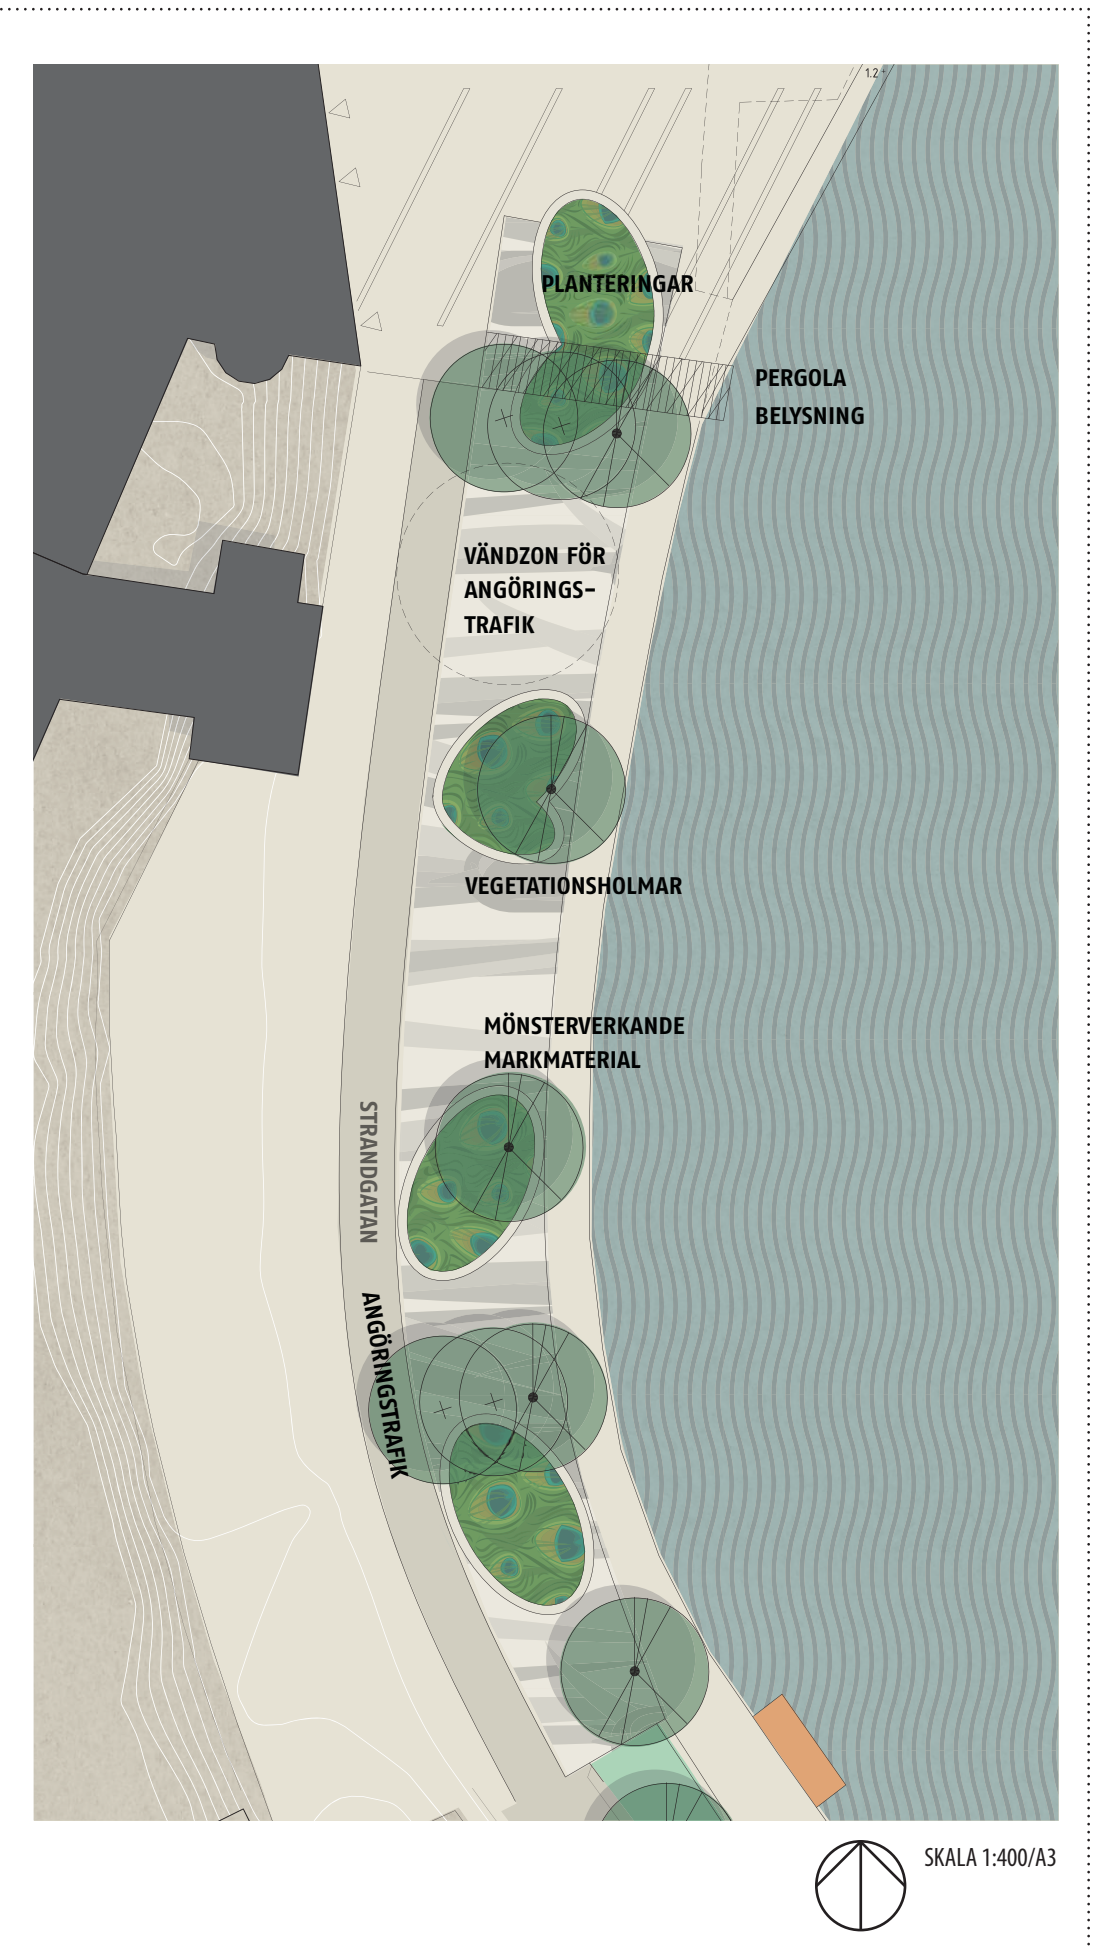 1.2 +
PLANTERINGAR
PERGOLA
BELYSNING
VÄNDZON FÖR
ANGÖRINGS-
TRAFIK
VEGETATIONSHOLMAR
MÖNSTERVERKANDE
MARKMATERIAL
STRANDGATAN
ANGÖRINGSTRAFIK
SKALA 1:400/A3